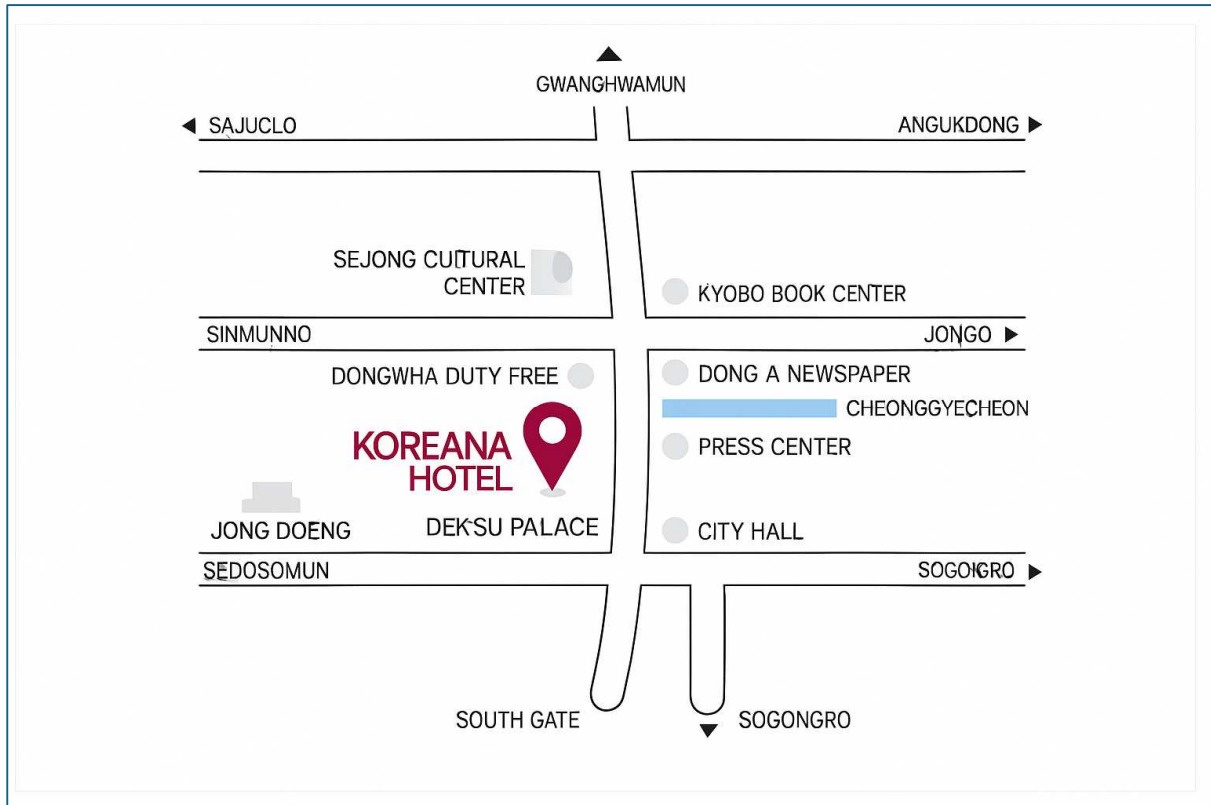 GWANGHWAMUN
SAJUCLO
ANGUKDONG
SEJONG CULTURAL
CENTER
KYOBO BOOK CENTER
SINMUNNO
JONGO
DONGWHA DUTY FREE
DONG A NEWSPAPER
CHEONGGYECHEON
KOREANA
HOTEL
PRESS CENTER
JONG DOENG
DEKSU PALACE
CITY HALL
SEDOSOMUN
SOGOKGRO
SOUTH GATE
SOGONGRO